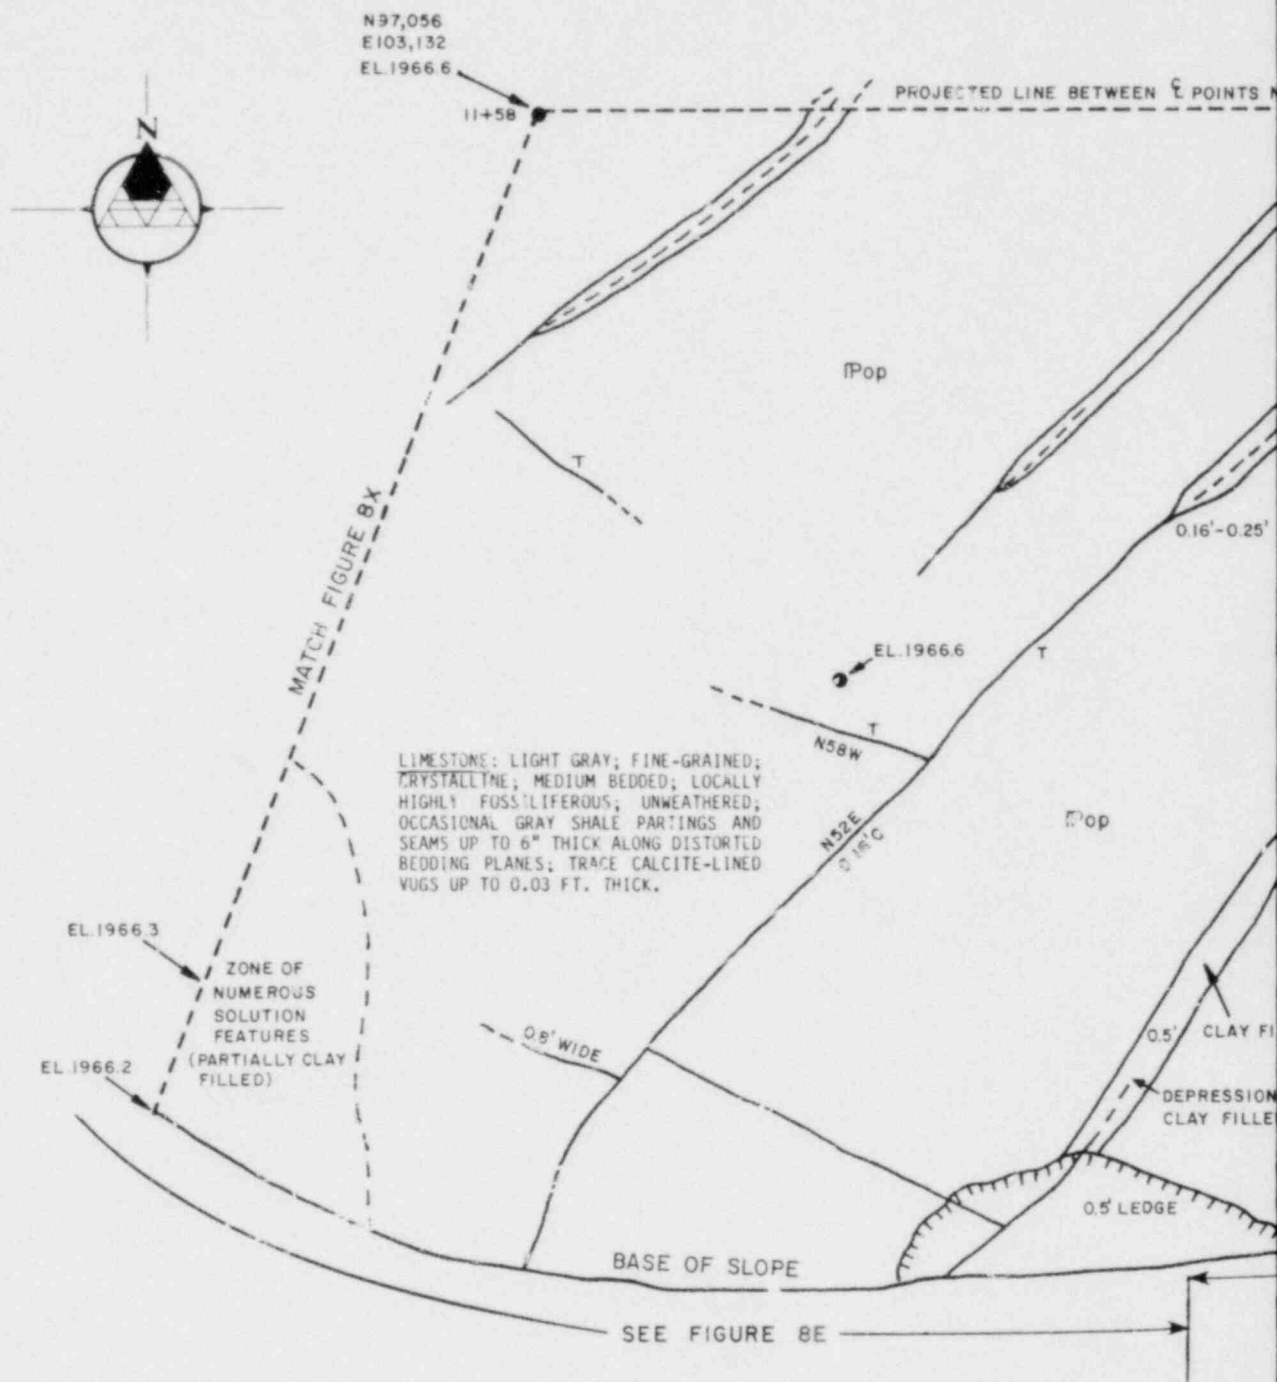 N97,056
E103,132
EL.1966.6
11+58
PROJECTED LINE BETWEEN ℄ POINTS N
N
IPop
MATCH FIGURE 8X
T
0.16'-0.25'
EL.1966.6
T
T
N58W
LIMESTONE: LIGHT GRAY; FINE-GRAINED;
CRYSTALLINE; MEDIUM BEDDED; LOCALLY
HIGHLY FOSSILIFEROUS; UNWEATHERED;
OCCASIONAL GRAY SHALE PARTINGS AND
SEAMS UP TO 6" THICK ALONG DISTORTED
BEDDING PLANES; TRACE CALCITE-LINED
VUGS UP TO 0.03 FT. THICK.
N52E
0.16'C
IPop
EL.1966.3
ZONE OF
NUMEROUS
SOLUTION
FEATURES
(PARTIALLY CLAY
FILLED)
EL.1966.2
0.8' WIDE
0.5'
CLAY FI
DEPRESSION
CLAY FILLE
0.5' LEDGE
BASE OF SLOPE
SEE FIGURE 8E